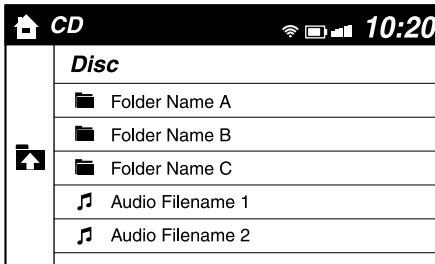 CD 10:20
Disc
Folder Name A
Folder Name B
Folder Name C
Audio Filename 1
Audio Filename 2